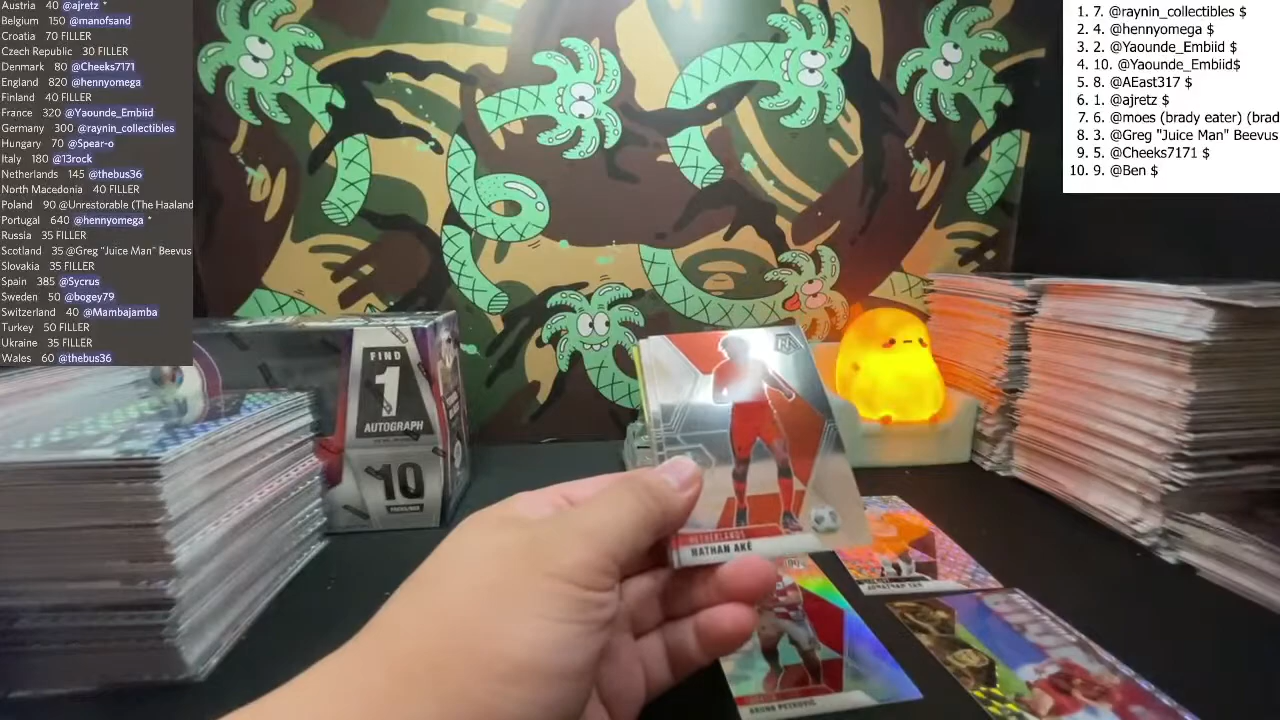 Austria 40 @ajretz *
Belgium 150 @manofsand
Croatia 70 FILLER
Czech Republic 30 FILLER
Denmark 80 @Cheeks7171
England 820 @hennyomega
Finland 40 FILLER
France 320 @Yaounde_Embiid
Germany 300 @raynin_collectibles
Hungary 70 @Spear-o
Italy 180 @13rock
Netherlands 145 @thebus36
North Macedonia 40 FILLER
Poland 90 @Unrestorable (The Haaland
Portugal 640 @hennyomega *
Russia 35 FILLER
Scotland 35 @Greg "Juice Man" Beevus
Slovakia 35 FILLER
Spain 385 @Sycrus
Sweden 50 @bogey79
Switzerland 40 @Mambajamba
Turkey 50 FILLER
Ukraine 35 FILLER
Wales 60 @thebus36
1. 7. @raynin_collectibles $
2. 4. @hennyomega $
3. 2. @Yaounde_Embiid $
4. 10. @Yaounde_Embiid$
5. 8. @AEast317 $
6. 1. @ajretz $
7. 6. @moes (brady eater) (brad
8. 3. @Greg "Juice Man" Beevus
9. 5. @Cheeks7171 $
10. 9. @Ben $
FIND
1
AUTOGRAPH
10
NETHERLANDS
NATHAN AKÉ
JONATHAN TAH
BRUNO PETKOVIĆ